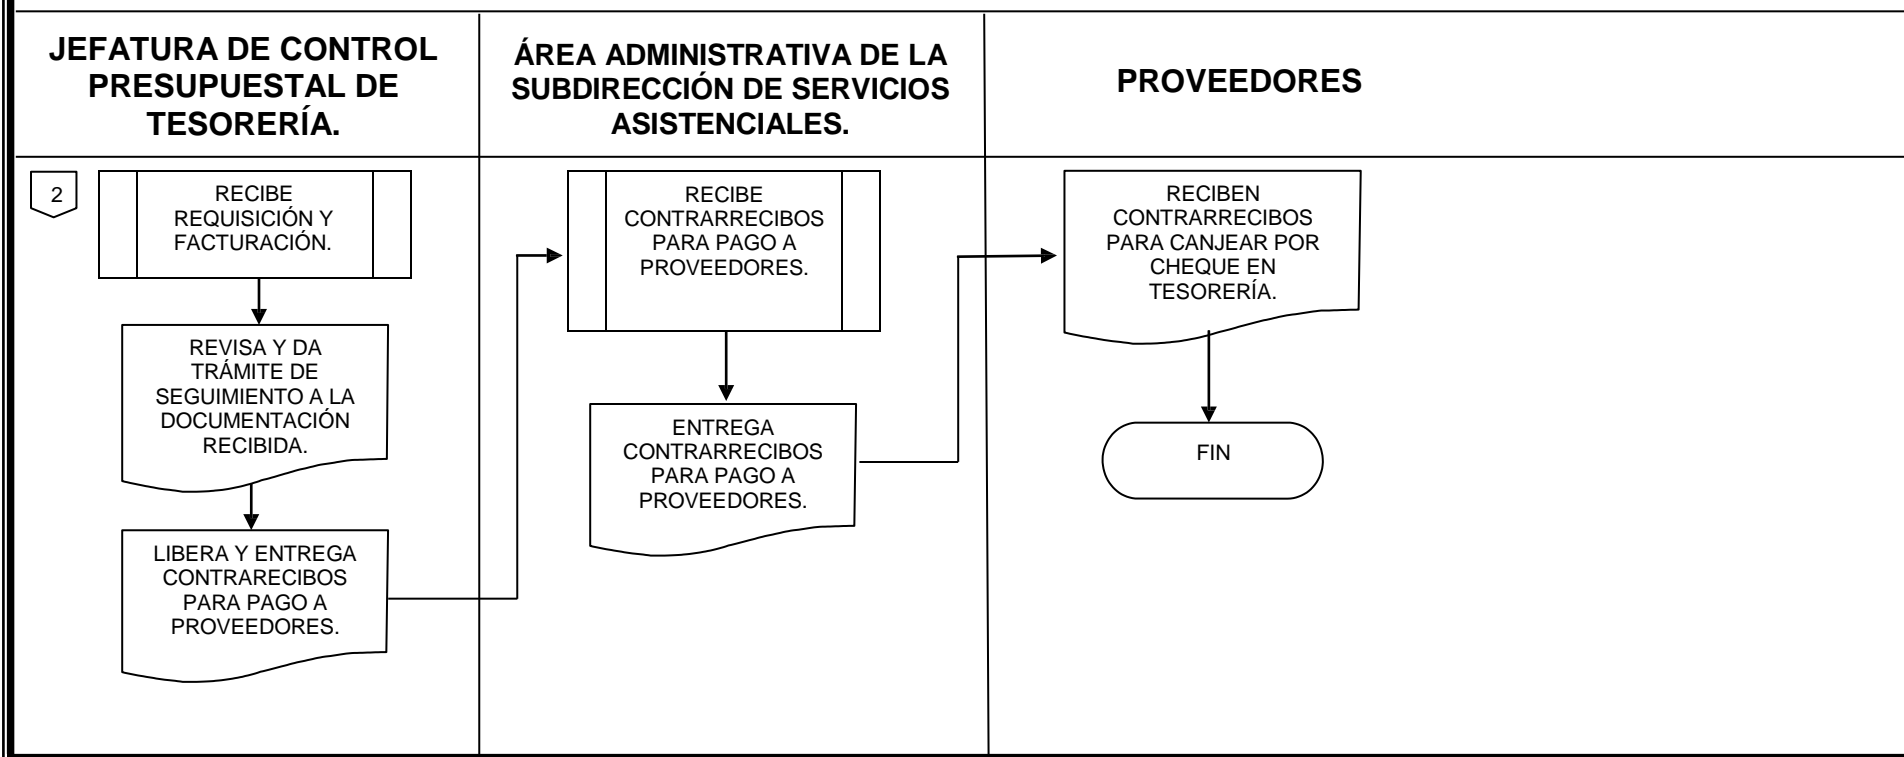 JEFATURA DE CONTROL
PRESUPUESTAL DE
TESORERÍA.
ÁREA ADMINISTRATIVA DE LA
SUBDIRECCIÓN DE SERVICIOS
ASISTENCIALES.
PROVEEDORES
2
RECIBE
REQUISICIÓN Y
FACTURACIÓN.
REVISA Y DA
TRÁMITE DE
SEGUIMIENTO A LA
DOCUMENTACIÓN
RECIBIDA.
LIBERA Y ENTREGA
CONTRARECIBOS
PARA PAGO A
PROVEEDORES.
RECIBE
CONTRARRECIBOS
PARA PAGO A
PROVEEDORES.
ENTREGA
CONTRARRECIBOS
PARA PAGO A
PROVEEDORES.
RECIBEN
CONTRARRECIBOS
PARA CANJEAR POR
CHEQUE EN
TESORERÍA.
FIN